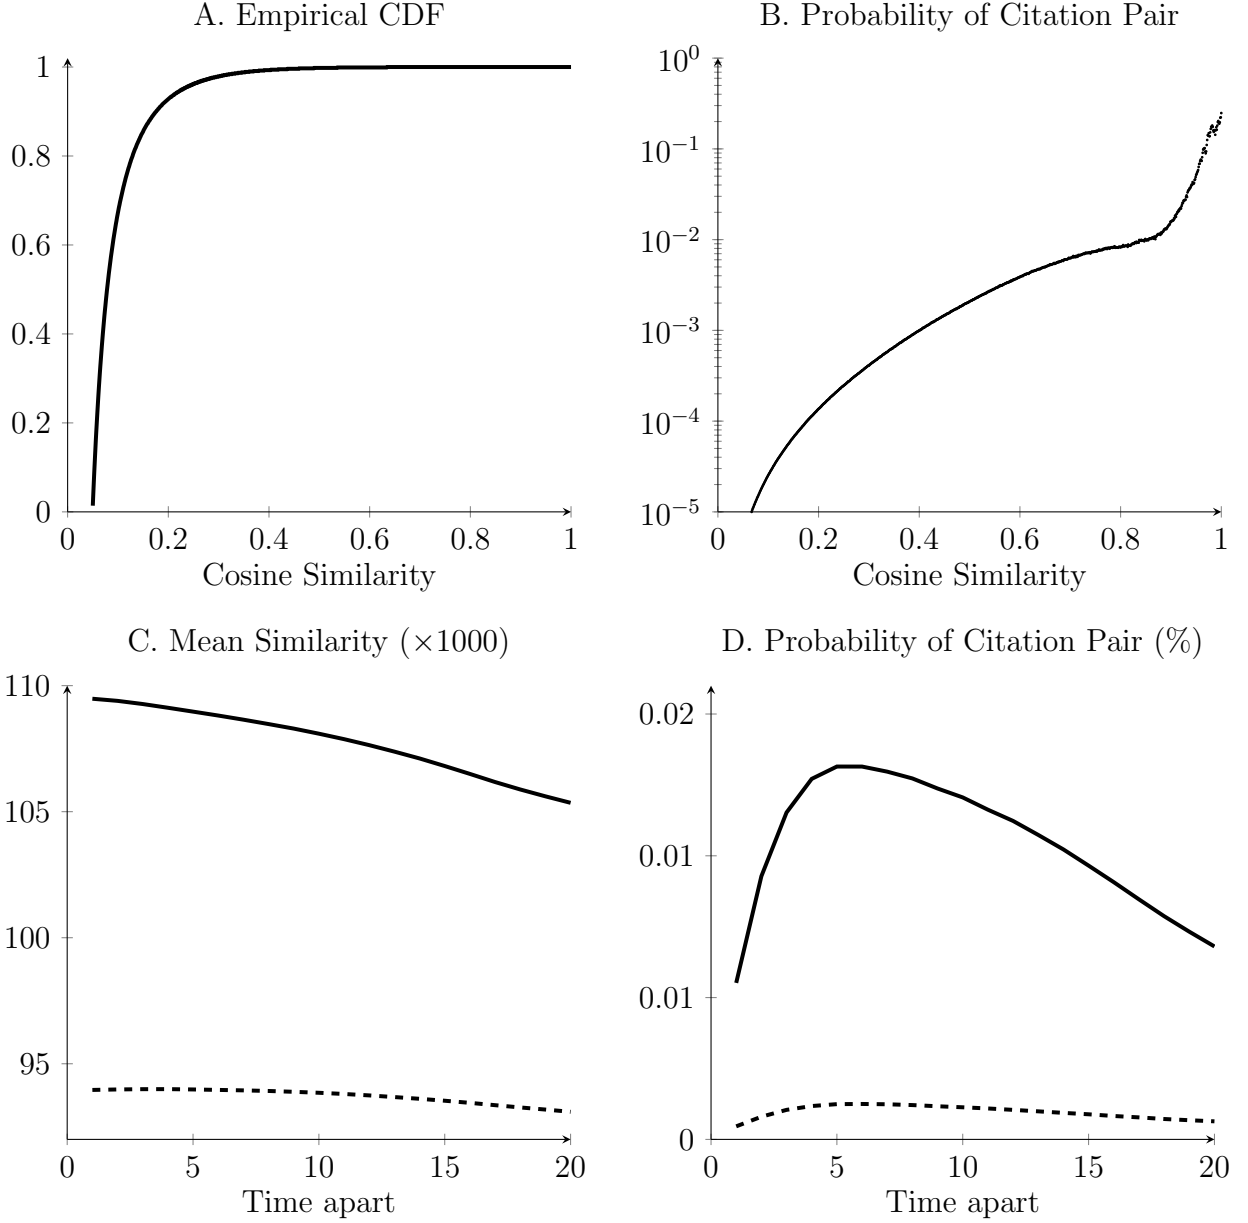 A. Empirical CDF
1
0.8
0.6
0.4
0.2
0
0 0.2 0.4 0.6 0.8 1
Cosine Similarity
B. Probability of Citation Pair
10⁰
10⁻¹
10⁻²
10⁻³
10⁻⁴
10⁻⁵
0 0.2 0.4 0.6 0.8 1
Cosine Similarity
C. Mean Similarity (×1000)
110
105
100
95
0 5 10 15 20
Time apart
D. Probability of Citation Pair (%)
0.02
0.01
0.01
0
0 5 10 15 20
Time apart